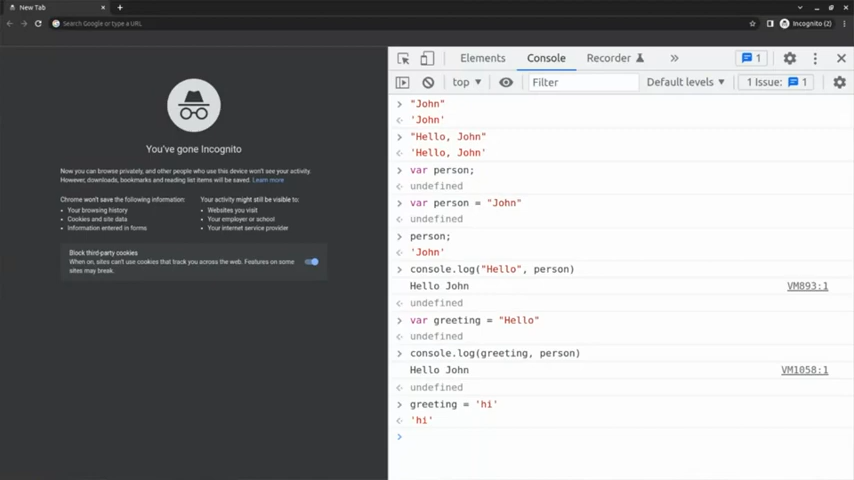 New Tab
Search Google or type a URL
Incognito (2)
You've gone Incognito
Now you can browse privately, and other people who use this device won't see your activity.
However, downloads, bookmarks and reading list items will be saved. Learn more
Chrome won't save the following information:
• Your browsing history
• Cookies and site data
• Information entered in forms
Your activity might still be visible to:
• Websites you visit
• Your employer or school
• Your internet service provider
Block third-party cookies
When on, sites can't use cookies that track you across the web. Features on some
sites may break.
Elements Console Recorder 1
top Filter Default levels 1 Issue: 1
"John"
'John'
"Hello, John"
'Hello, John'
var person;
undefined
var person = "John"
undefined
person;
'John'
console.log("Hello", person)
Hello John VM893:1
undefined
var greeting = "Hello"
undefined
console.log(greeting, person)
Hello John VM1058:1
undefined
greeting = 'hi'
'hi'